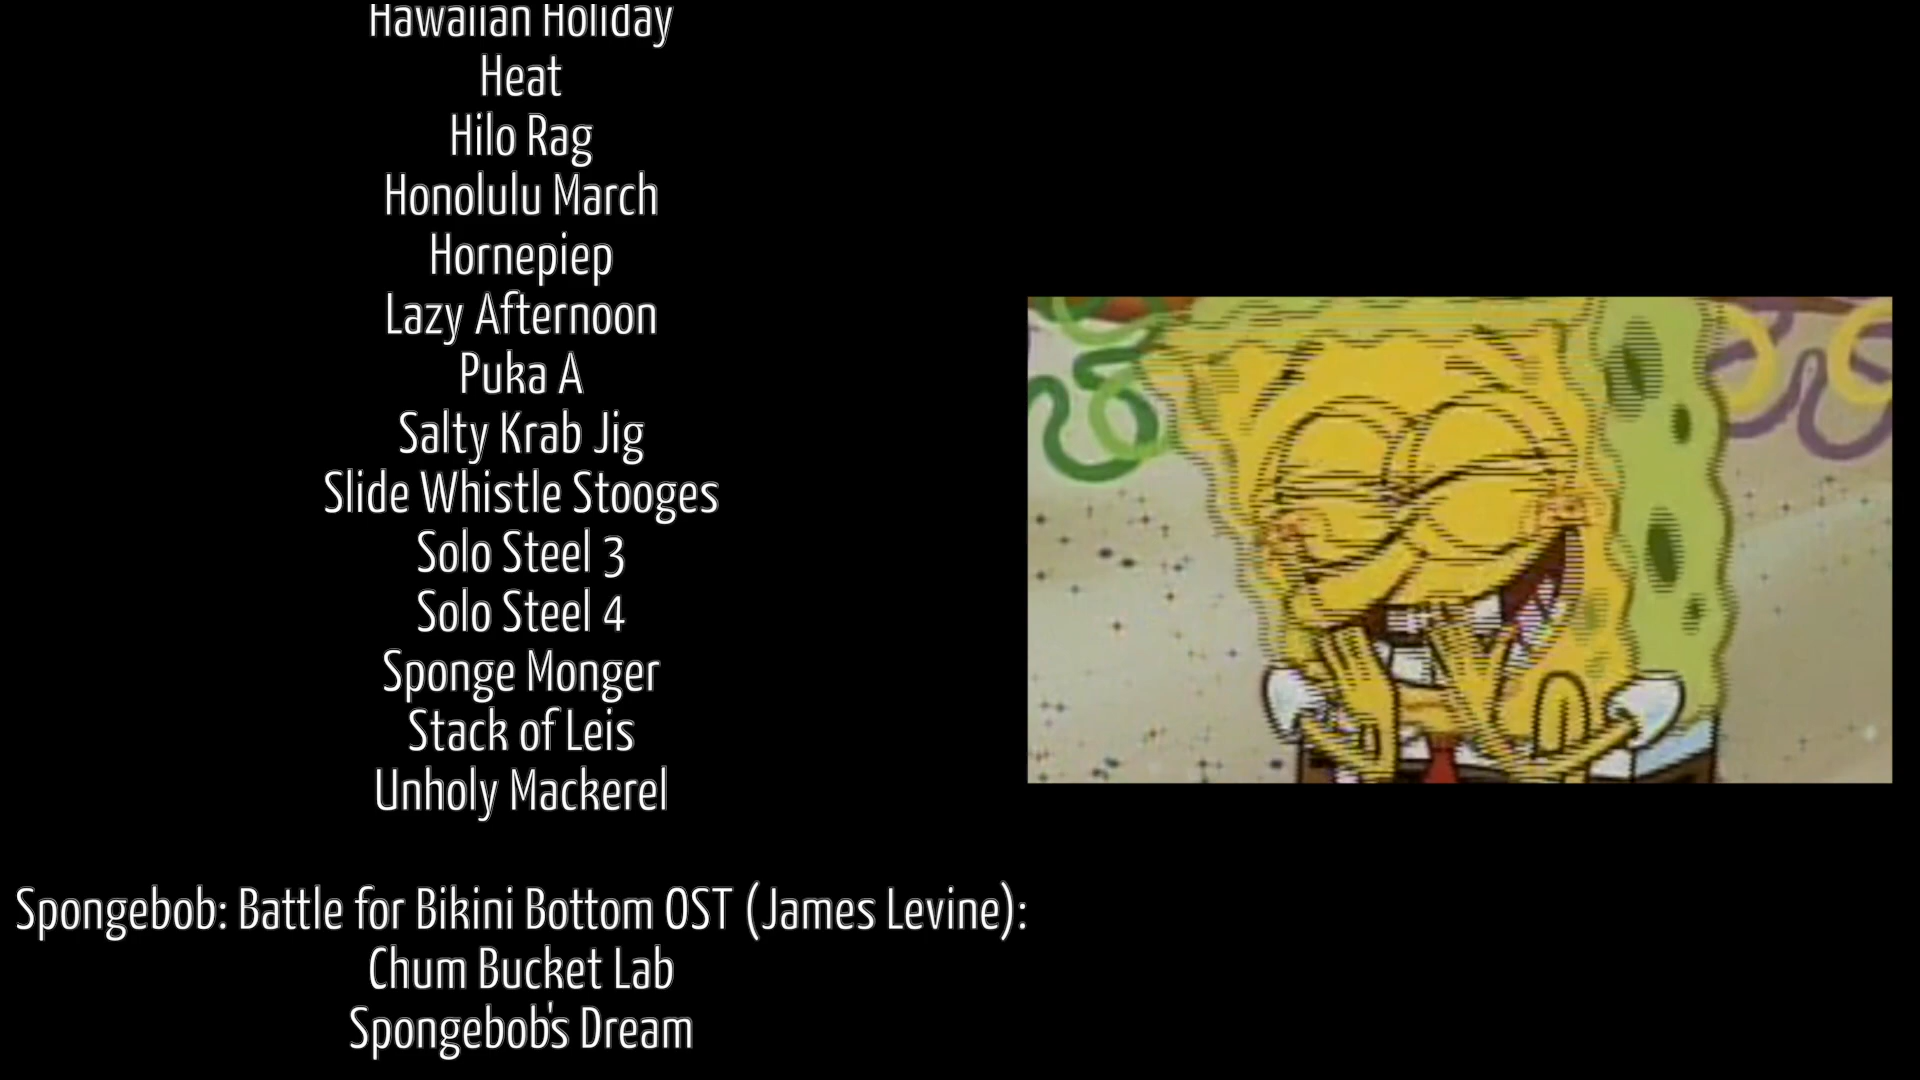 Hawaiian Holiday
Heat
Hilo Rag
Honolulu March
Hornepiep
Lazy Afternoon
Puka A
Salty Krab Jig
Slide Whistle Stooges
Solo Steel 3
Solo Steel 4
Sponge Monger
Stack of Leis
Unholy Mackerel
Spongebob: Battle for Bikini Bottom OST (James Levine):
Chum Bucket Lab
Spongebob's Dream